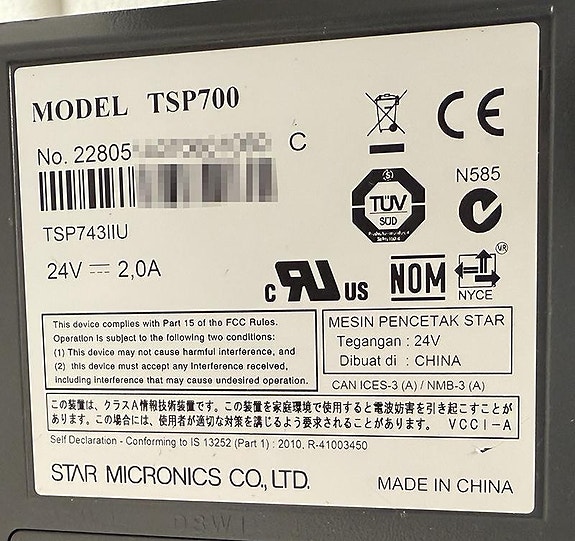 MODEL TSP700
No. 22805
C
TSP743IIU
24V ⎓ 2,0A
CE
TÜV
SÜD
N585
c RU US
NOM
NYCE
VR
This device complies with Part 15 of the FCC Rules.
Operation is subject to the following two conditions:
(1) This device may not cause harmful interference, and
(2) this device must accept any Interference received,
including interference that may cause undesired operation.
MESIN PENCETAK STAR
Tegangan : 24V
Dibuat di : CHINA
CAN ICES-3 (A) / NMB-3 (A)
この装置は、クラスA情報技術装置です。この装置を家庭環境で使用すると電波妨害を引き起こすことが
あります。この場合には、使用者が適切な対策を講じるよう要求されることがあります。 VCCI-A
Self Declaration - Conforming to IS 13252 (Part 1) : 2010, R-41003450
STAR MICRONICS CO., LTD.
MADE IN CHINA